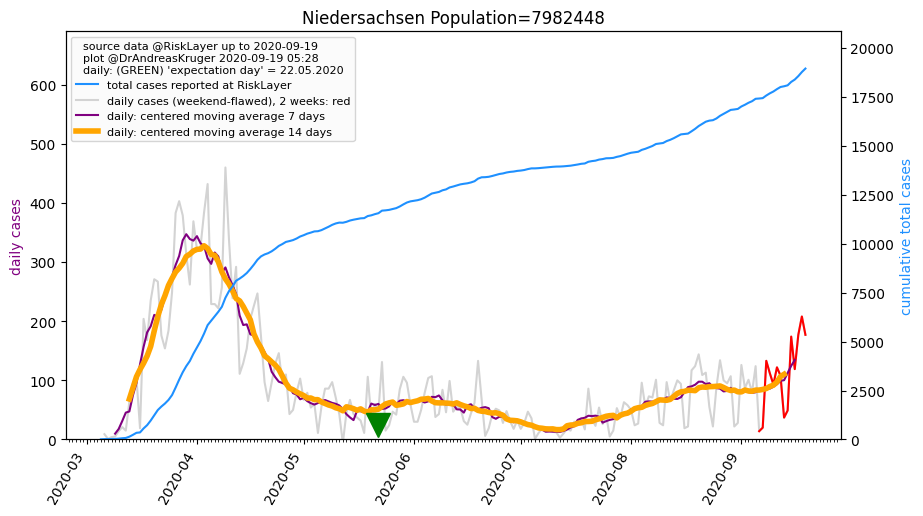 Niedersachsen Population=7982448
source data @RiskLayer up to 2020-09-19
plot @DrAndreasKruger 2020-09-19 05:28
daily: (GREEN) 'expectation day' = 22.05.2020
total cases reported at RiskLayer
daily cases (weekend-flawed), 2 weeks: red
daily: centered moving average 7 days
daily: centered moving average 14 days
daily cases
600
500
400
300
200
100
0
cumulative total cases
20000
17500
15000
12500
10000
7500
5000
2500
0
2020-03
2020-04
2020-05
2020-06
2020-07
2020-08
2020-09